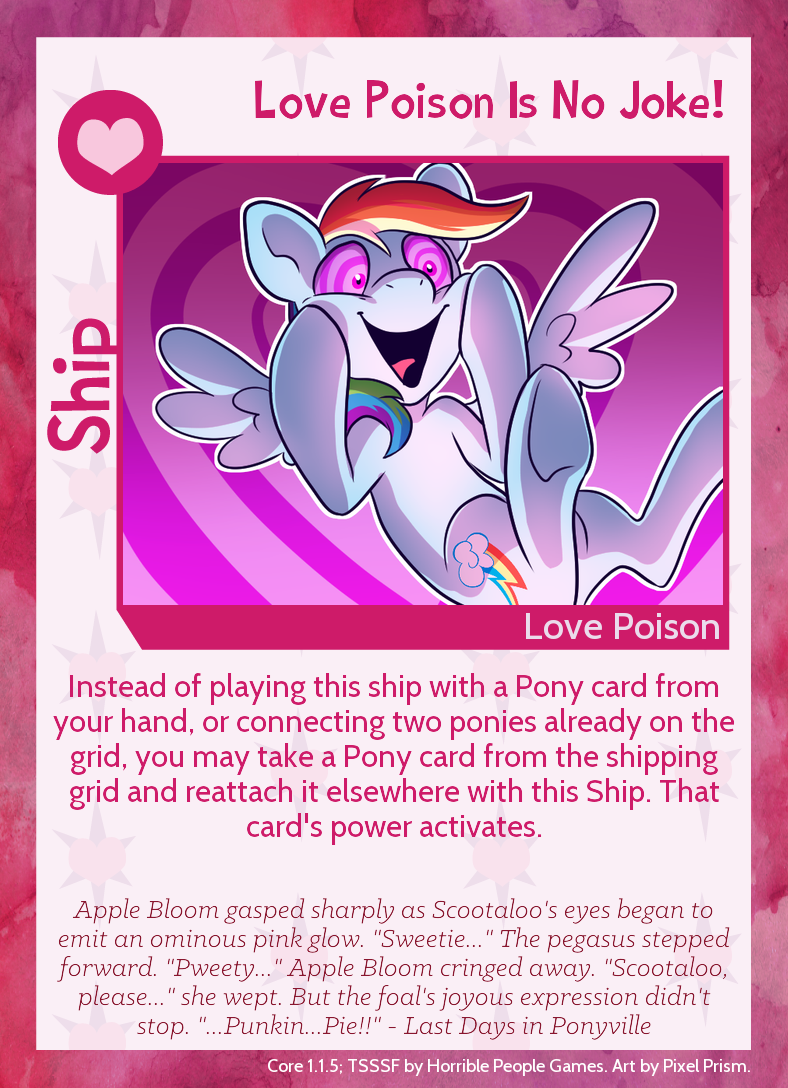 Love Poison Is No Joke!
Ship
Love Poison
Instead of playing this ship with a Pony card from
your hand, or connecting two ponies already on the
grid, you may take a Pony card from the shipping
grid and reattach it elsewhere with this Ship. That
card's power activates.
Apple Bloom gasped sharply as Scootaloo's eyes began to
emit an ominous pink glow. "Sweetie..." The pegasus stepped
forward. "Pweety..." Apple Bloom cringed away. "Scootaloo,
please..." she wept. But the foal's joyous expression didn't
stop. "...Punkin...Pie!!" - Last Days in Ponyville
Core 1.1.5; TSSSF by Horrible People Games. Art by Pixel Prism.